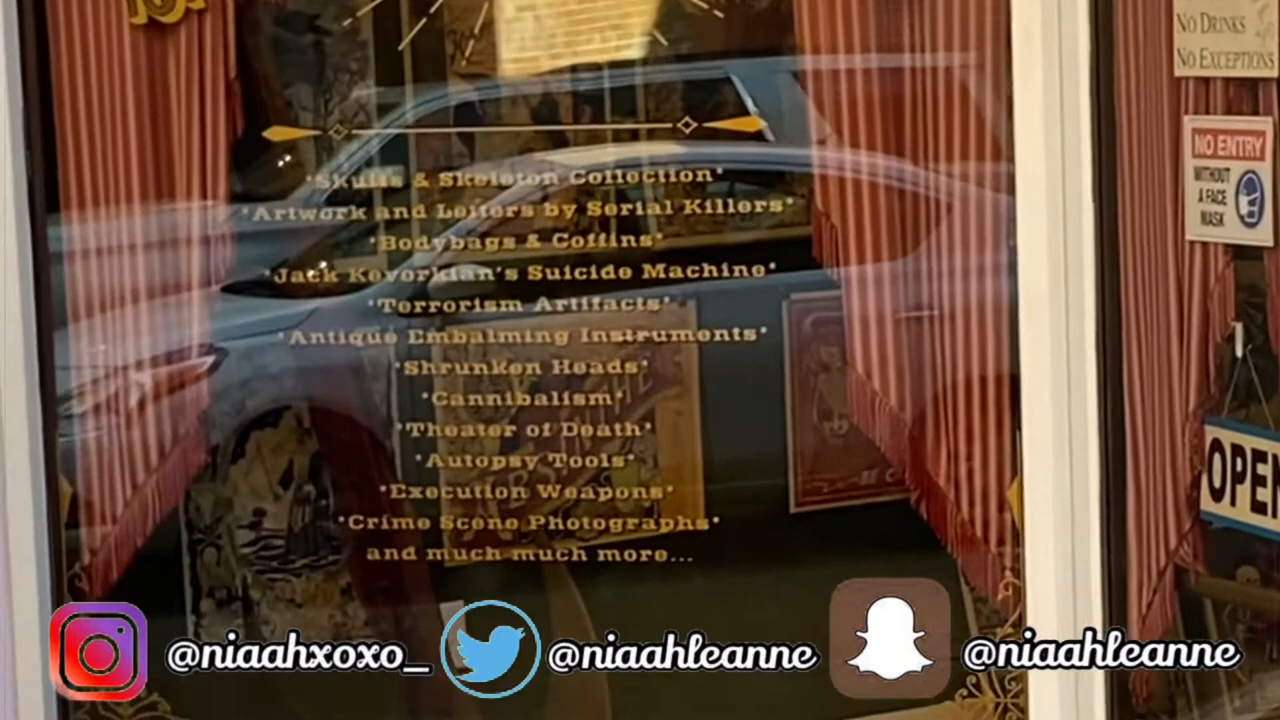 *Skulls & Skeleton Collection*
*Artwork and Letters by Serial Killers*
*Bodybags & Coffins*
*Jack Kevorkian's Suicide Machine*
*Terrorism Artifacts*
*Antique Embalming Instruments*
*Shrunken Heads*
*Cannibalism*
*Theater of Death*
*Autopsy Tools*
*Execution Weapons*
*Crime Scene Photographs*
and much much more...
NO DRINKS
NO EXCEPTIONS
NO ENTRY
WITHOUT
A FACE
MASK
OPEN
@niaahxoxo_ @niaahleanne @niaahleanne